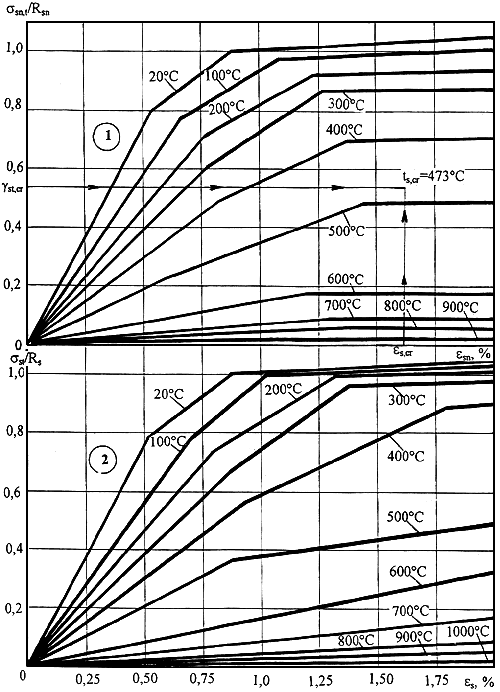 σsn,t/Rsn
1,0
20°C
100°C
0,8
200°C
300°C
1
400°C
0,6
ts,cr=473°C
γst,cr
0,4
500°C
0,2
600°C
700°C
800°C
900°C
0
εs,cr
εsn, %
σst/Rs
1,0
20°C
200°C
300°C
100°C
0,8
2
400°C
0,6
500°C
0,4
600°C
0,2
700°C
800°C
900°C
1000°C
0
0,25
0,5
0,75
1,0
1,25
1,5
1,75
εs, %